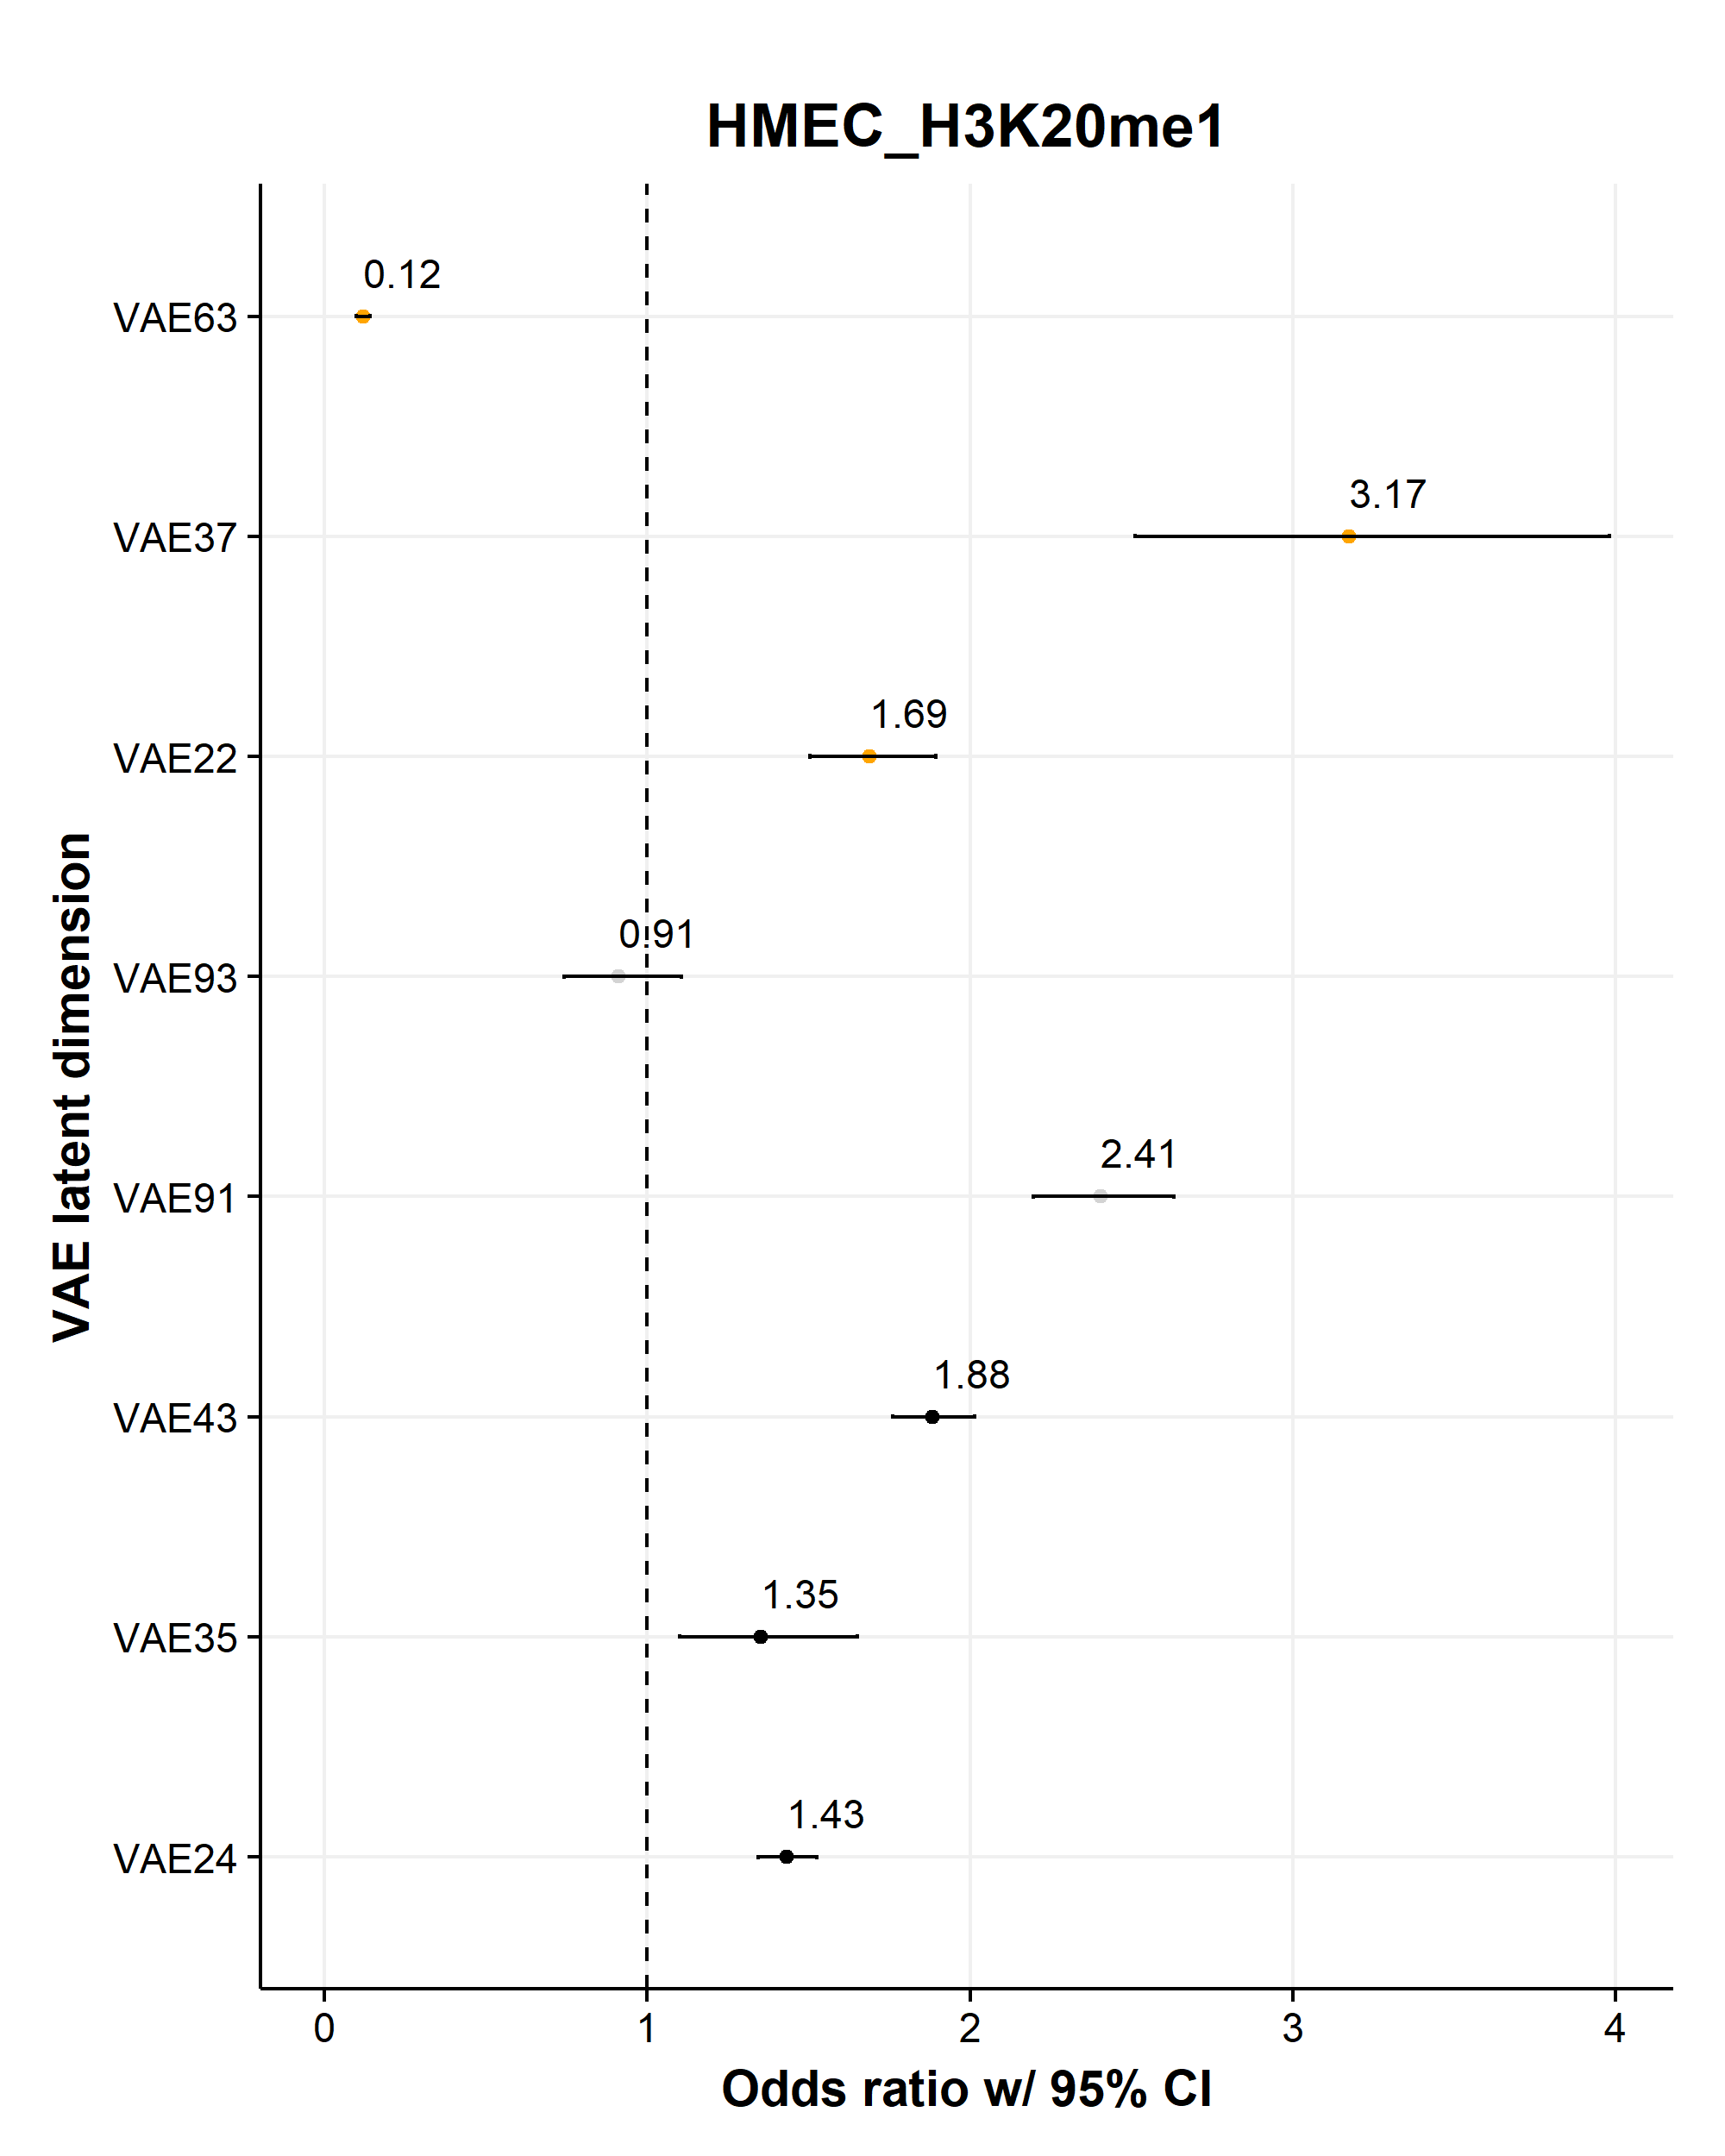 HMEC_H3K20me1
0.12
VAE63
3.17
VAE37
1.69
VAE22
0.91
VAE93
VAE latent dimension
2.41
VAE91
1.88
VAE43
1.35
VAE35
1.43
VAE24
0 1 2 3 4
Odds ratio w/ 95% CI